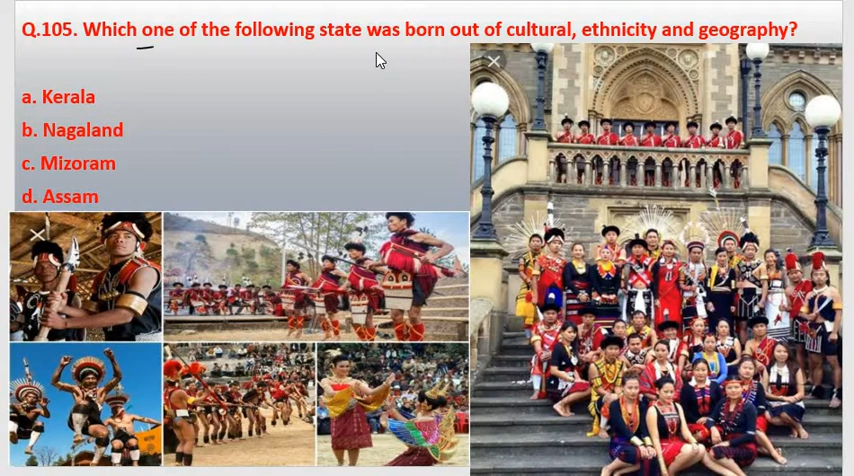 Q.105. Which one of the following state was born out of cultural, ethnicity and geography?
a. Kerala
b. Nagaland
c. Mizoram
d. Assam